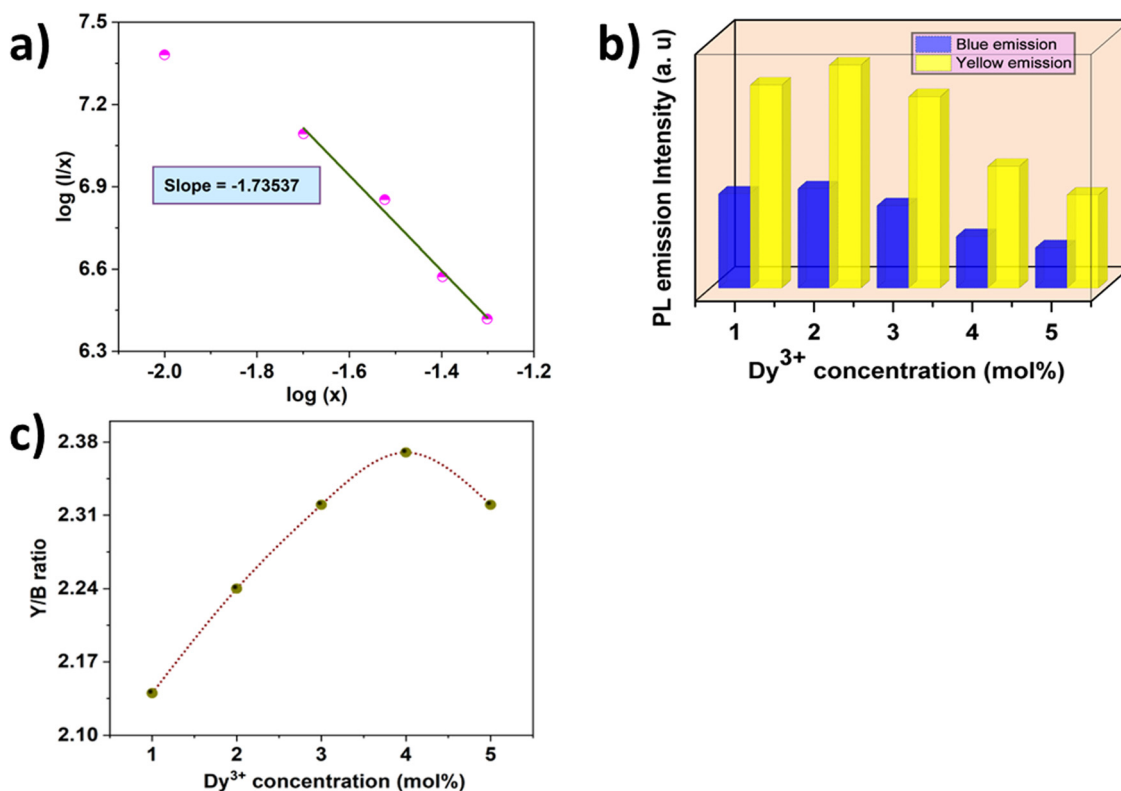 a)
7.5
7.2
6.9
6.6
6.3
log (I/x)
Slope = -1.73537
-2.0 -1.8 -1.6 -1.4 -1.2
log (x)
b)
PL emission Intensity (a. u)
Blue emission
Yellow emission
1 2 3 4 5
Dy³⁺ concentration (mol%)
c)
2.38
2.31
2.24
2.17
2.10
Y/B ratio
1 2 3 4 5
Dy³⁺ concentration (mol%)